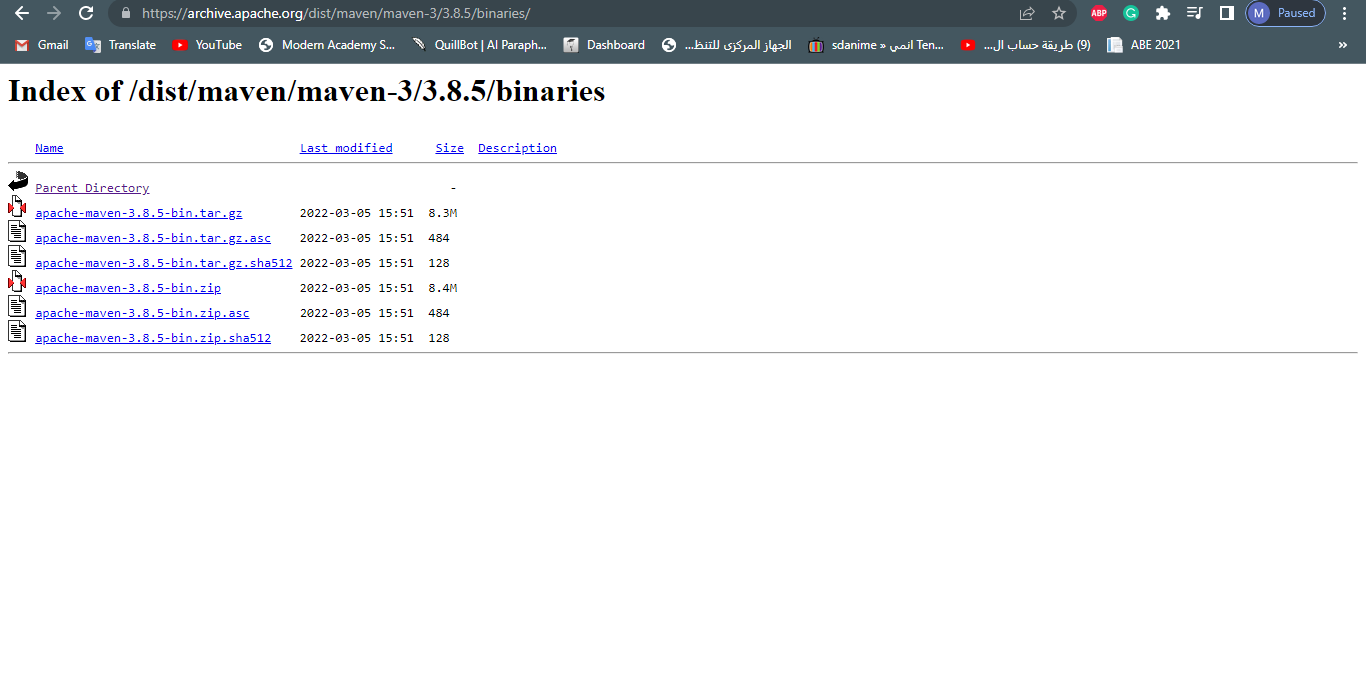 https://archive.apache.org/dist/maven/maven-3/3.8.5/binaries/ ABP G M Paused
Gmail Translate YouTube Modern Academy S... QuillBot | AI Paraph... Dashboard الجهاز المركزى للتنظ... sdanime » انمي Ten... (9) طريقة حساب ال... ABE 2021 »
Index of /dist/maven/maven-3/3.8.5/binaries
Name Last modified Size Description
Parent Directory -
apache-maven-3.8.5-bin.tar.gz 2022-03-05 15:51 8.3M
apache-maven-3.8.5-bin.tar.gz.asc 2022-03-05 15:51 484
apache-maven-3.8.5-bin.tar.gz.sha512 2022-03-05 15:51 128
apache-maven-3.8.5-bin.zip 2022-03-05 15:51 8.4M
apache-maven-3.8.5-bin.zip.asc 2022-03-05 15:51 484
apache-maven-3.8.5-bin.zip.sha512 2022-03-05 15:51 128